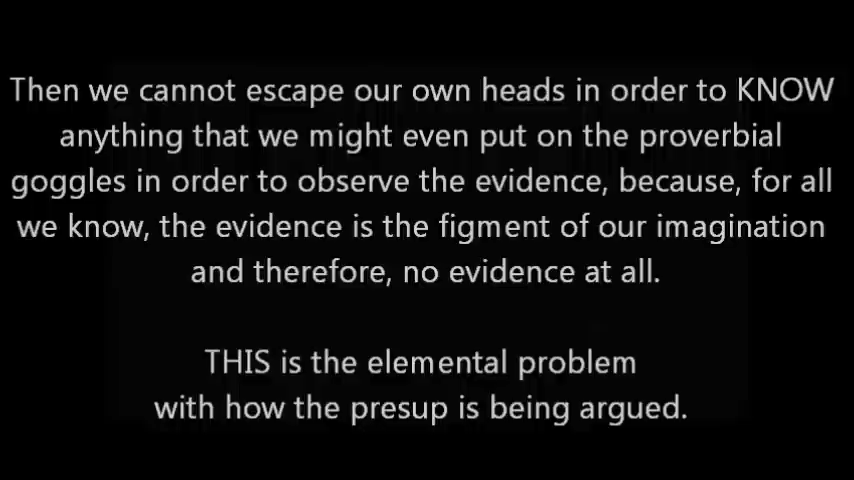 Then we cannot escape our own heads in order to KNOW
anything that we might even put on the proverbial
goggles in order to observe the evidence, because, for all
we know, the evidence is the figment of our imagination
and therefore, no evidence at all.
THIS is the elemental problem
with how the presup is being argued.